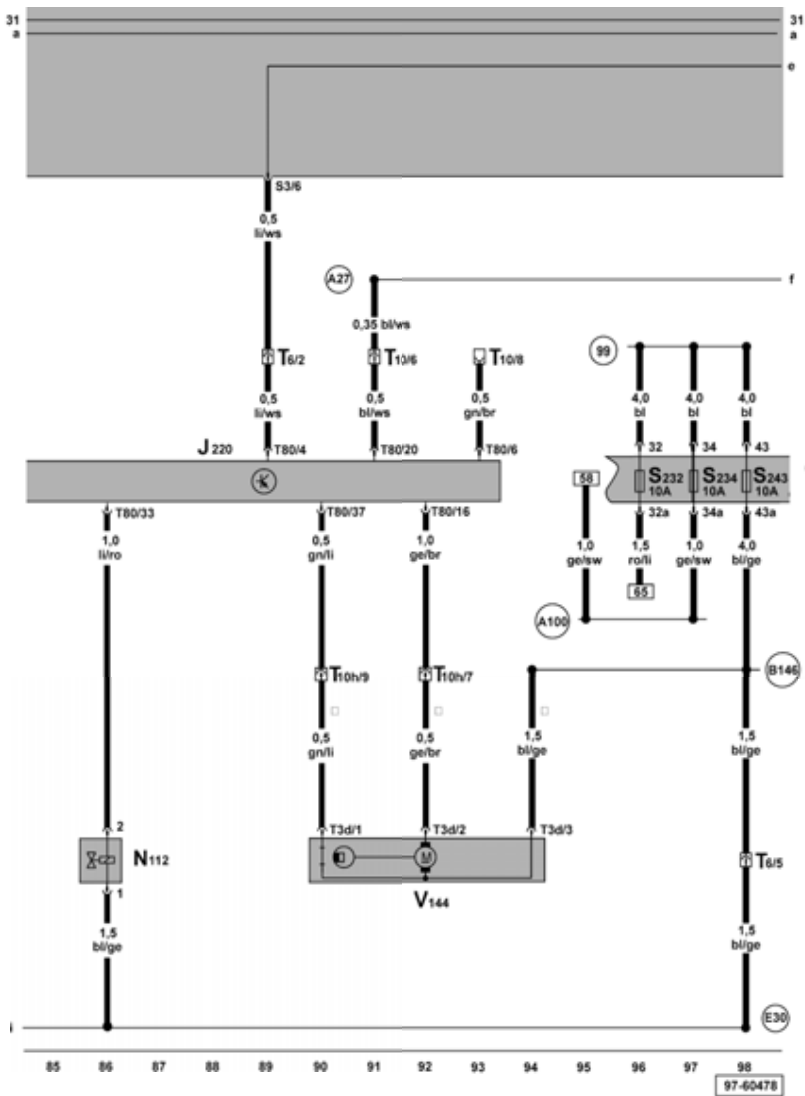 31 31
a a
e
S3/6
0,5
li/ws
A27 f
0,35 bl/ws
99
T6/2 T10/6 T10/8
0,5 0,5 0,5 4,0 4,0 4,0
li/ws bl/ws gn/br bl bl bl
J220 T80/4 T80/20 T80/6 32 34 43
58 S232 S234 S243
10A 10A 10A
T80/33 T80/37 T80/16 32a 34a 43a
1,0 0,5 1,0 1,0 1,5 1,0 4,0
li/ro gn/li ge/br ge/sw ro/li ge/sw bl/ge
65
A100
T10h/9 T10h/7 B146
0,5 0,5 1,5 1,5
gn/li ge/br bl/ge bl/ge
2 T3d/1 T3d/2 T3d/3
N112 M T6/5
1 V144
1,5 1,5
bl/ge bl/ge
E30
85 86 87 88 89 90 91 92 93 94 95 96 97 98
97-60478